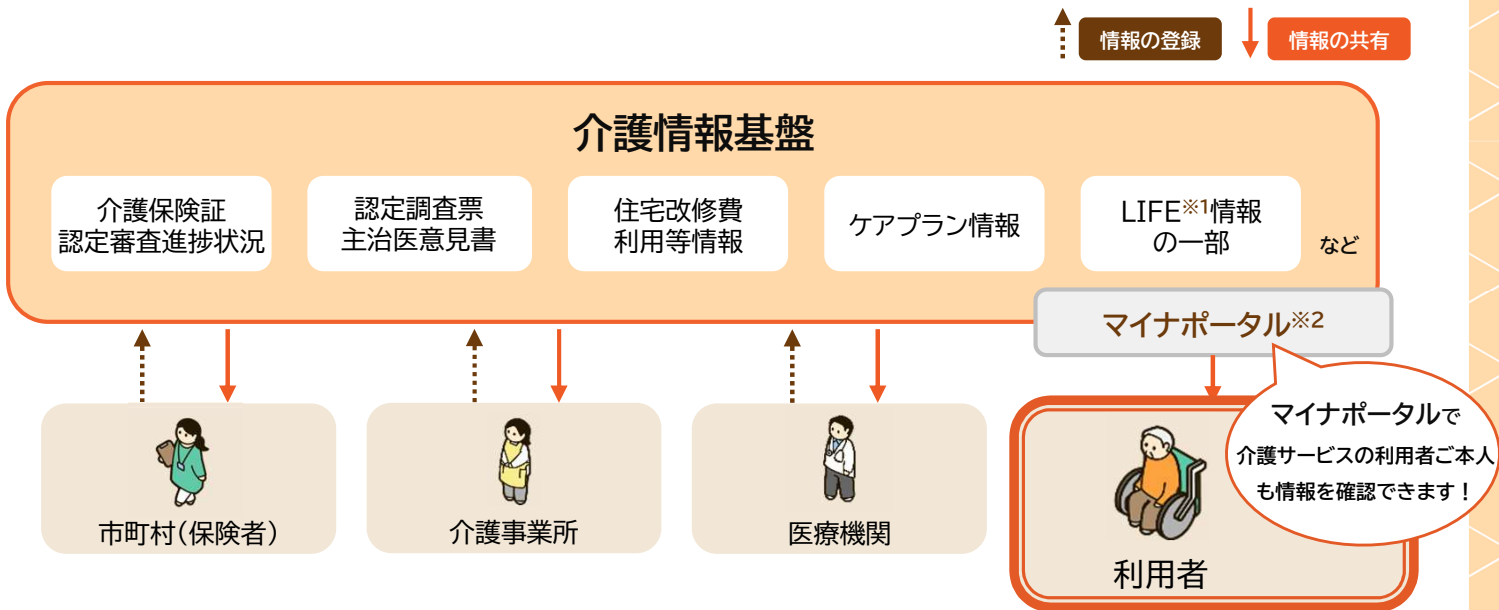 情報の登録
情報の共有
介護情報基盤
介護保険証
認定審査進捗状況
認定調査票
主治医意見書
住宅改修費
利用等情報
ケアプラン情報
LIFE※1情報
の一部
など
マイナポータル※2
マイナポータルで
介護サービスの利用者ご本人
も情報を確認できます！
市町村(保険者)
介護事業所
医療機関
利用者